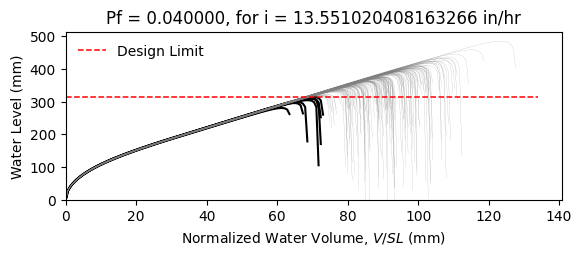 Pf = 0.040000, for i = 13.551020408163266 in/hr
Water Level (mm)
500
400
300
200
100
0
Design Limit
0 20 40 60 80 100 120 140
Normalized Water Volume, V/SL (mm)